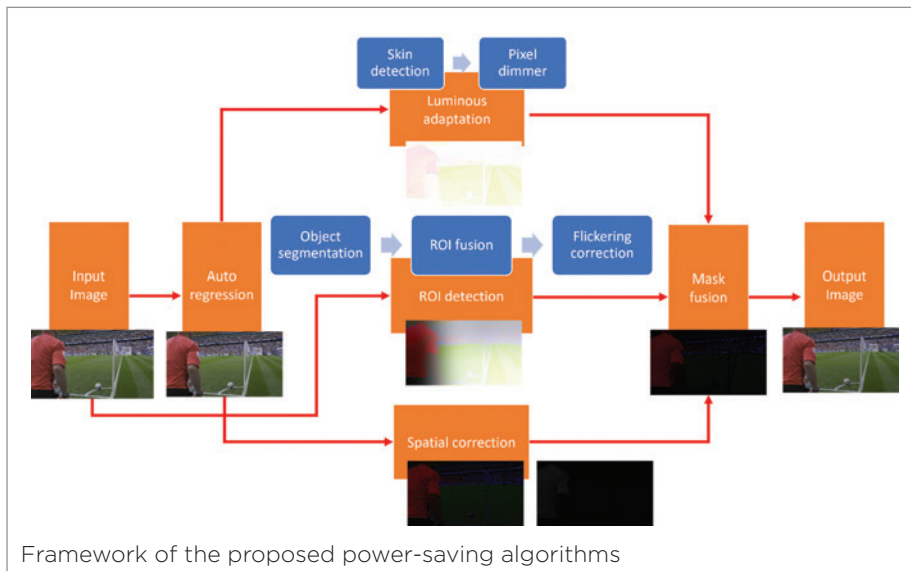 Skin
detection
Pixel
dimmer
Luminous
adaptation
Object
segmentation
ROI fusion
Flickering
correction
Input
Image
Auto
regression
ROI detection
Mask
fusion
Output
Image
Spatial correction
Framework of the proposed power-saving algorithms